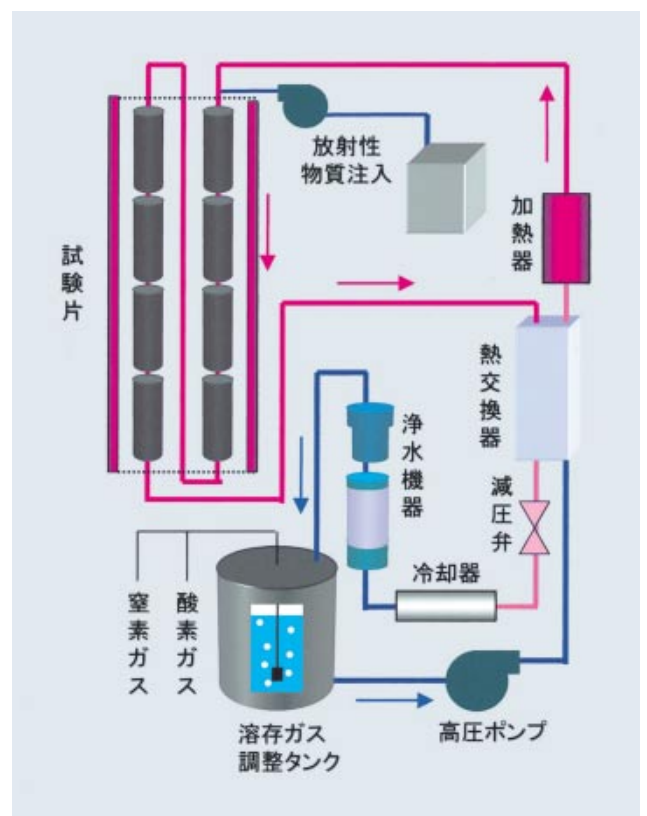 放射性
物質注入
加熱器
試験片
熱交換器
浄水機器
減圧弁
冷却器
窒素ガス
酸素ガス
高圧ポンプ
溶存ガス
調整タンク